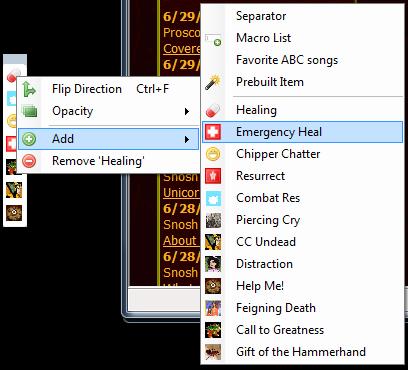 6/29/
Prosco
Covere
6/29/
Flip Direction Ctrl+F
Opacity
Add
Remove 'Healing'
Separator
Macro List
Favorite ABC songs
Prebuilt Item
Healing
Emergency Heal
Chipper Chatter
Resurrect
Combat Res
Piercing Cry
CC Undead
Distraction
Help Me!
Feigning Death
Call to Greatness
Gift of the Hammerhand
Snosh
Unicor
6/28/
Snosh
About
6/28/
Snosh